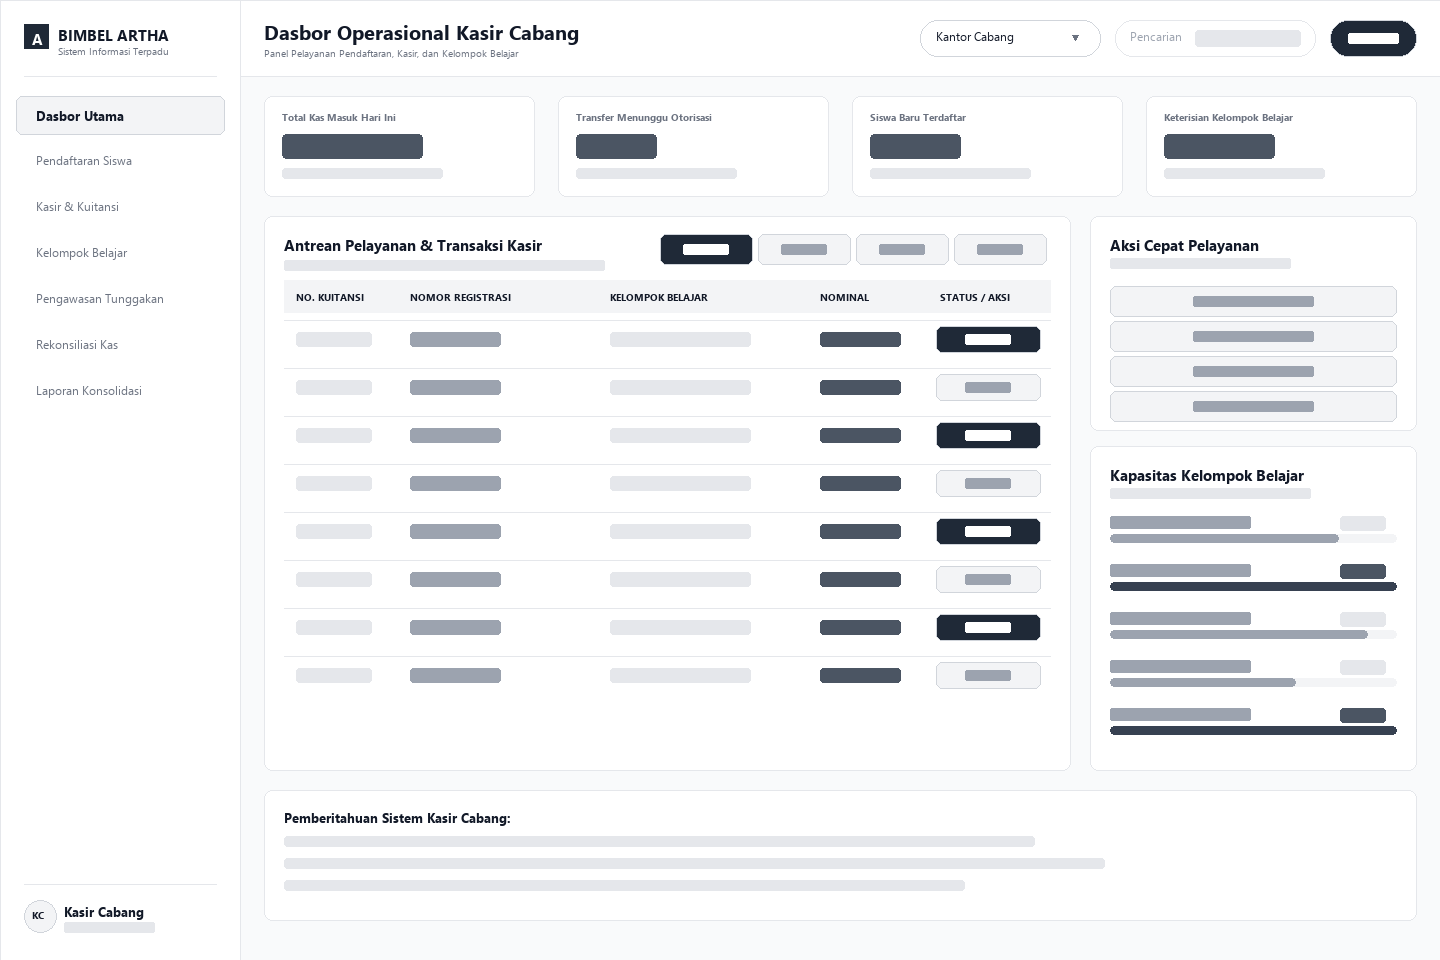 A
BIMBEL ARTHA
Sistem Informasi Terpadu
Dasbor Utama
Pendaftaran Siswa
Kasir & Kuitansi
Kelompok Belajar
Pengawasan Tunggakan
Rekonsiliasi Kas
Laporan Konsolidasi
KC
Kasir Cabang
Dasbor Operasional Kasir Cabang
Panel Pelayanan Pendaftaran, Kasir, dan Kelompok Belajar
Kantor Cabang ▼
Pencarian
Total Kas Masuk Hari Ini
Transfer Menunggu Otorisasi
Siswa Baru Terdaftar
Keterisian Kelompok Belajar
Antrean Pelayanan & Transaksi Kasir
NO. KUITANSI NOMOR REGISTRASI KELOMPOK BELAJAR NOMINAL STATUS / AKSI
Aksi Cepat Pelayanan
Kapasitas Kelompok Belajar
Pemberitahuan Sistem Kasir Cabang: